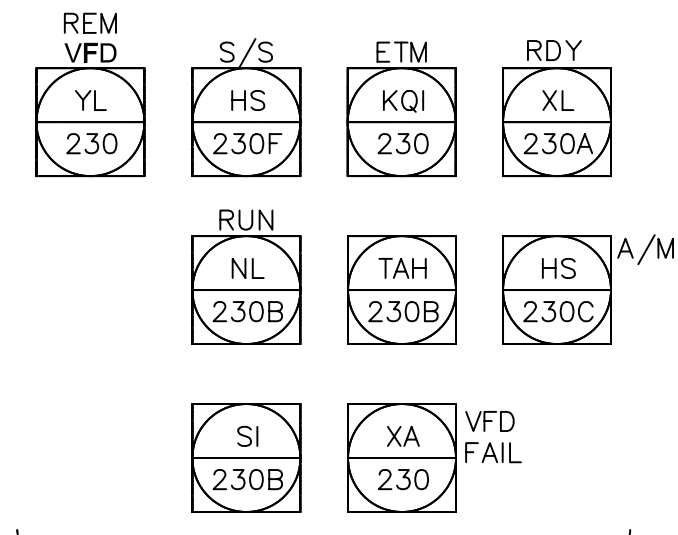 REM
VFD
S/S
ETM
RDY
YL
230
HS
230F
KQI
230
XL
230A
RUN
NL
230B
TAH
230B
HS
230C
A/M
SI
230B
XA
230
VFD
FAIL